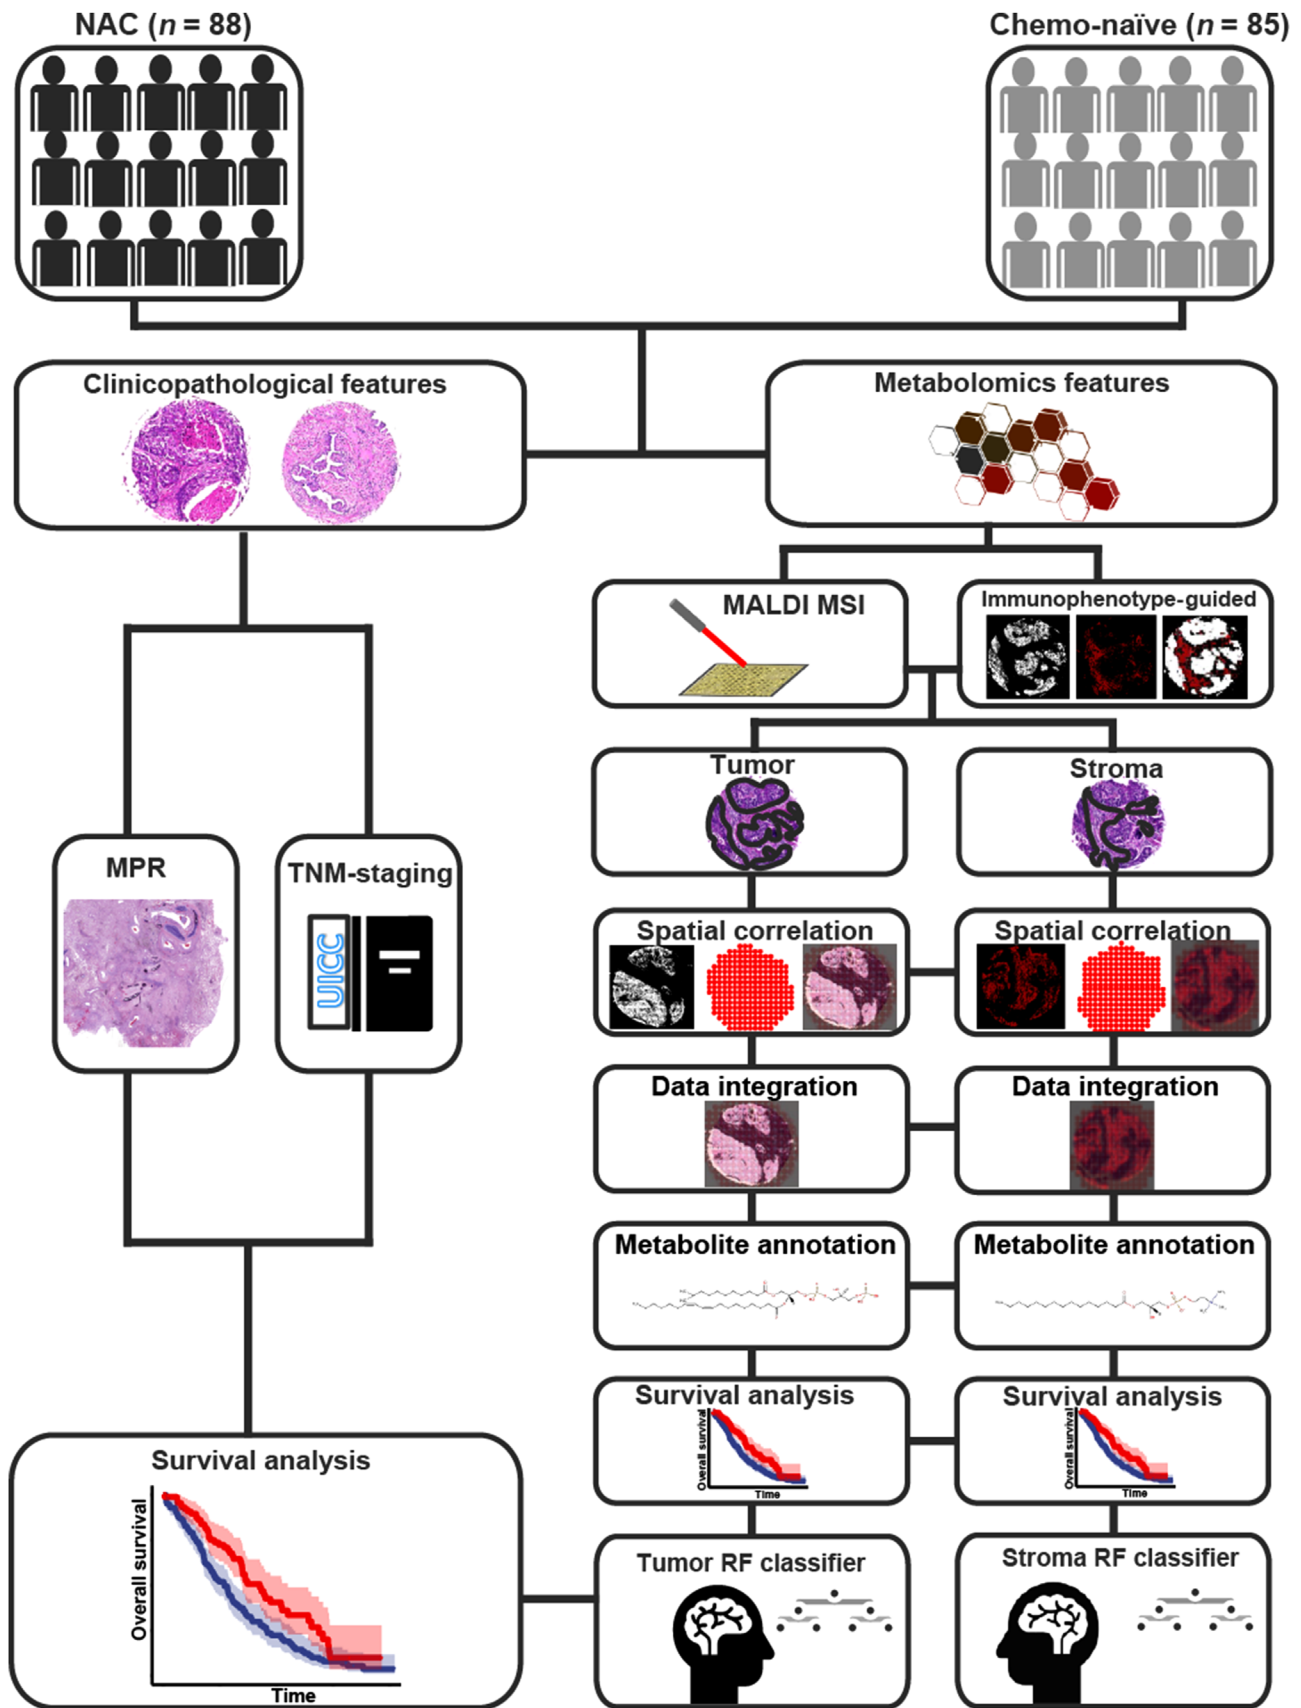 NAC (n = 88)
Chemo-naïve (n = 85)
Clinicopathological features
Metabolomics features
MALDI MSI
Immunophenotype-guided
Tumor
Stroma
MPR
TNM-staging
UICC
Spatial correlation
Spatial correlation
Data integration
Data integration
Metabolite annotation
Metabolite annotation
Survival analysis
Overall survival
Time
Survival analysis
Overall survival
Time
Survival analysis
Overall survival
Time
Tumor RF classifier
Stroma RF classifier